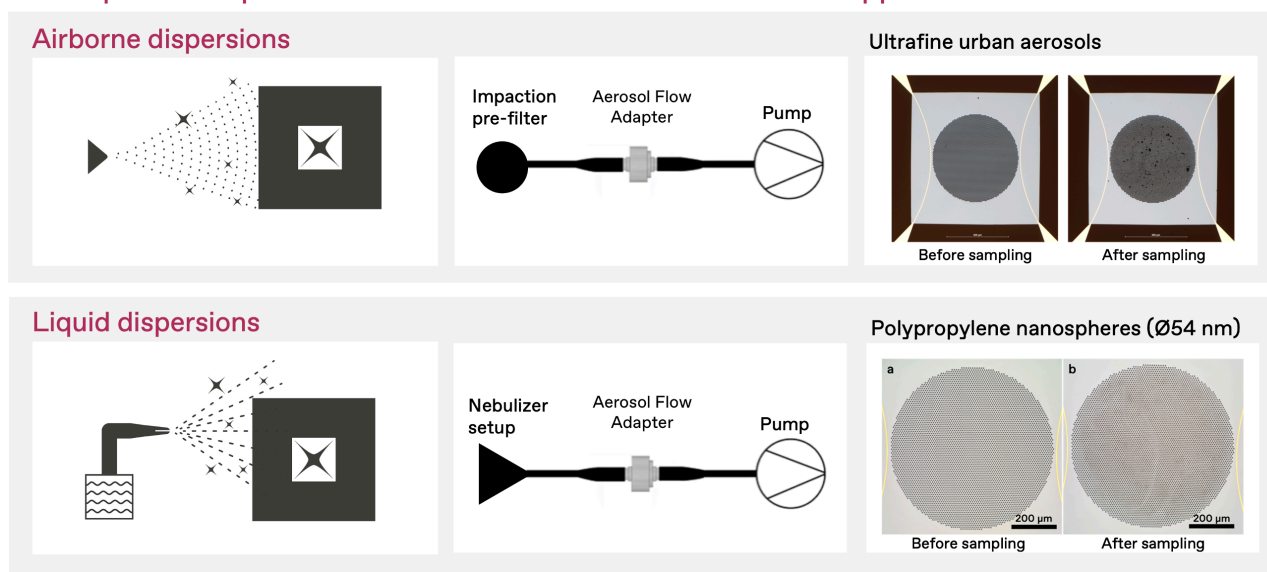 Airborne dispersions
Impaction
pre-filter
Aerosol Flow
Adapter
Pump
Ultrafine urban aerosols
Before sampling
After sampling
Liquid dispersions
Nebulizer
setup
Aerosol Flow
Adapter
Pump
Polypropylene nanospheres (Ø54 nm)
a
b
200 µm
200 µm
Before sampling
After sampling